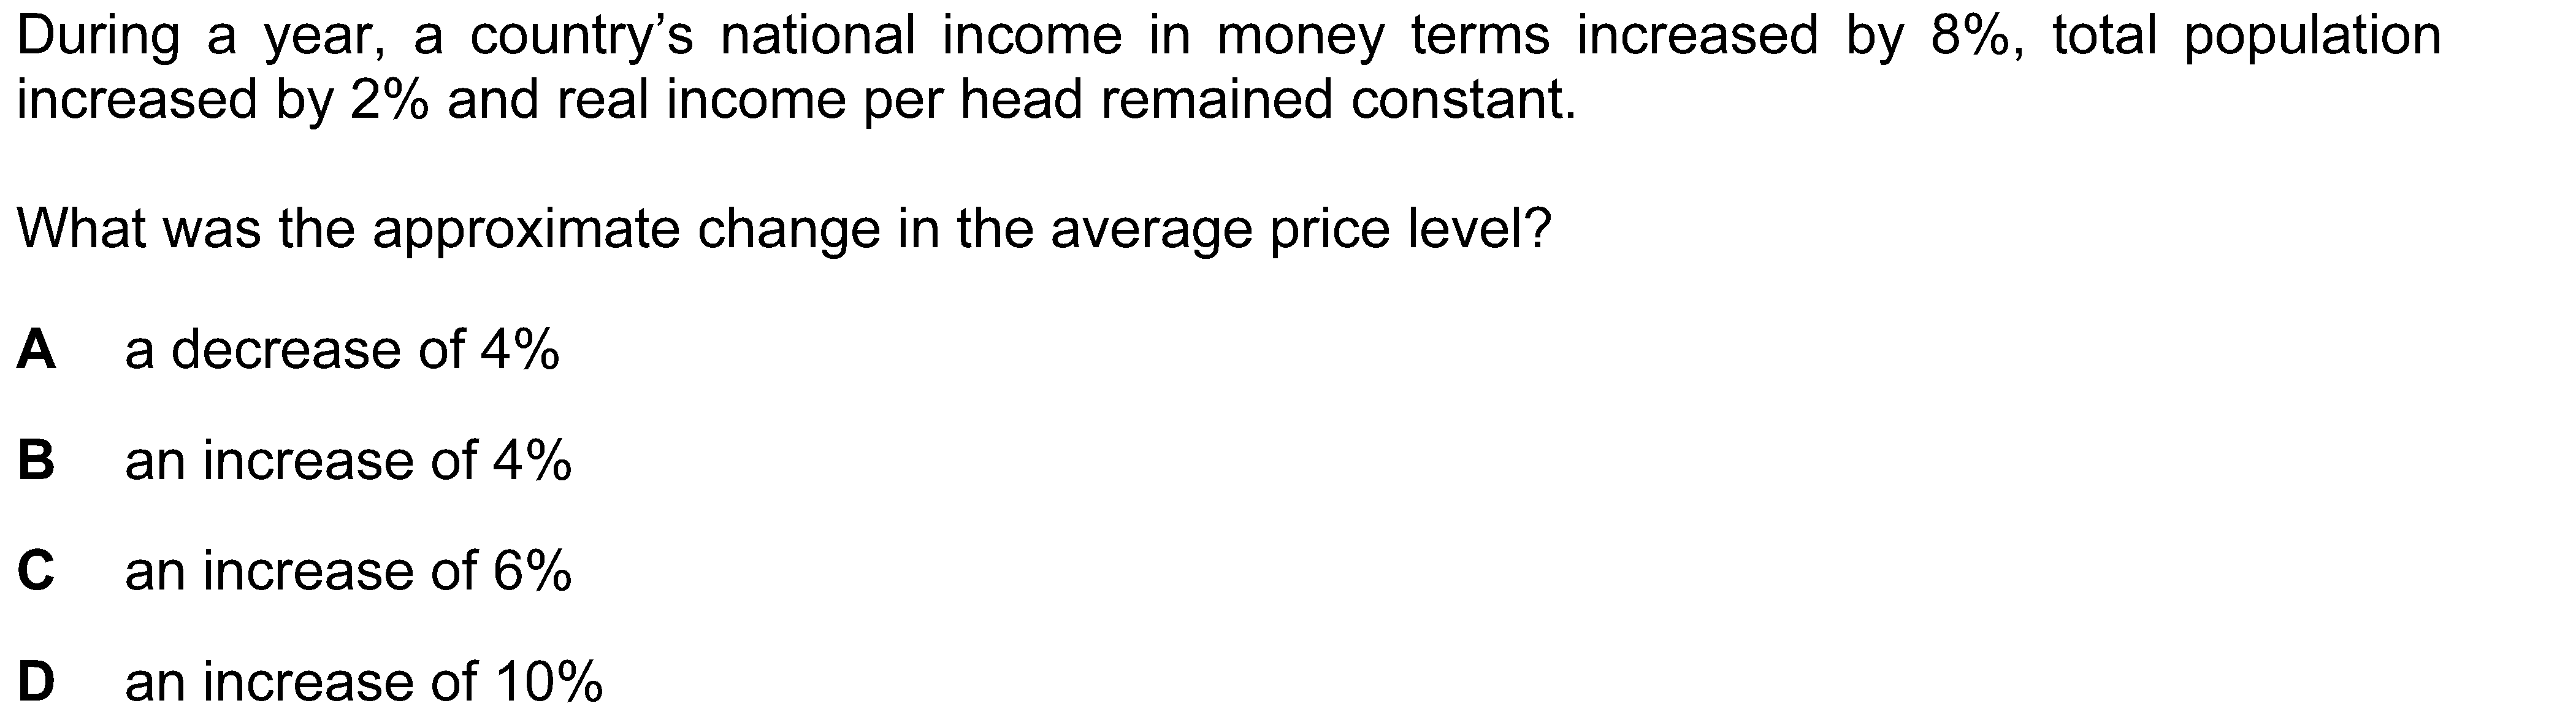 During a year, a country’s national income in money terms increased by 8%, total population
increased by 2% and real income per head remained constant.
What was the approximate change in the average price level?
A a decrease of 4%
B an increase of 4%
C an increase of 6%
D an increase of 10%